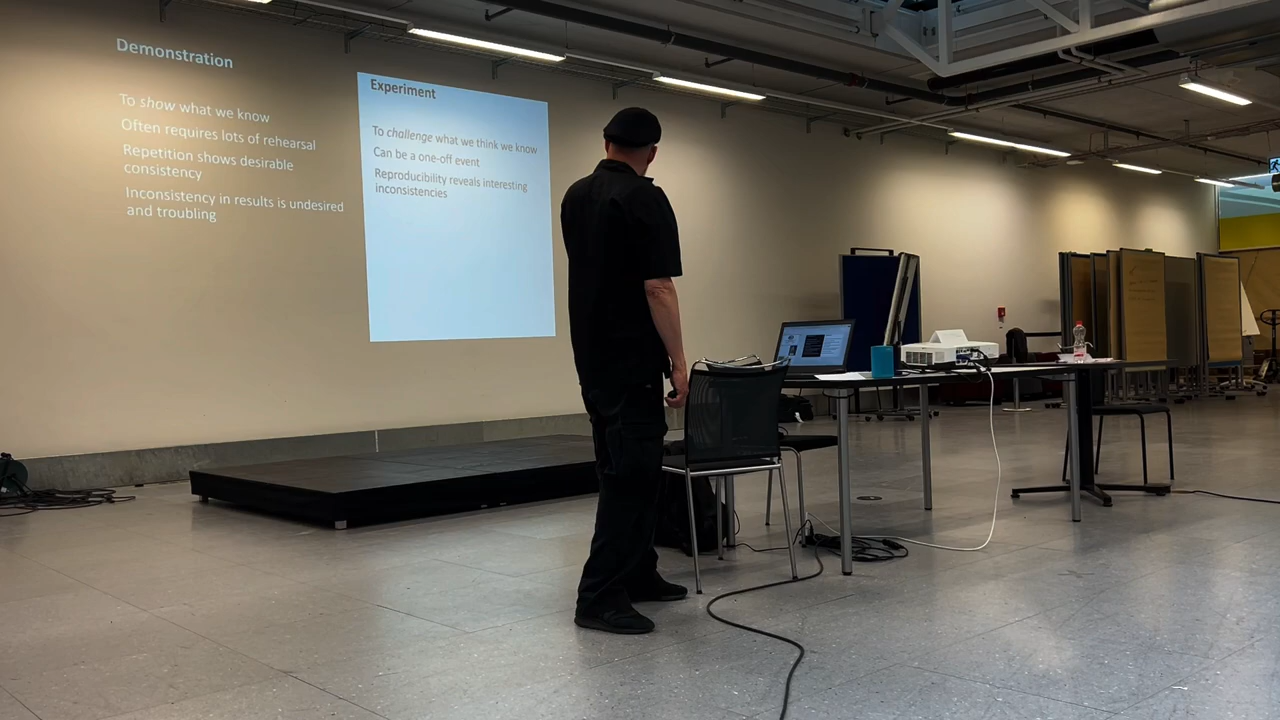 Demonstration
To show what we know
Often requires lots of rehearsal
Repetition shows desirable
consistency
Inconsistency in results is undesired
and troubling
Experiment
To challenge what we think we know
Can be a one-off event
Reproducibility reveals interesting
inconsistencies